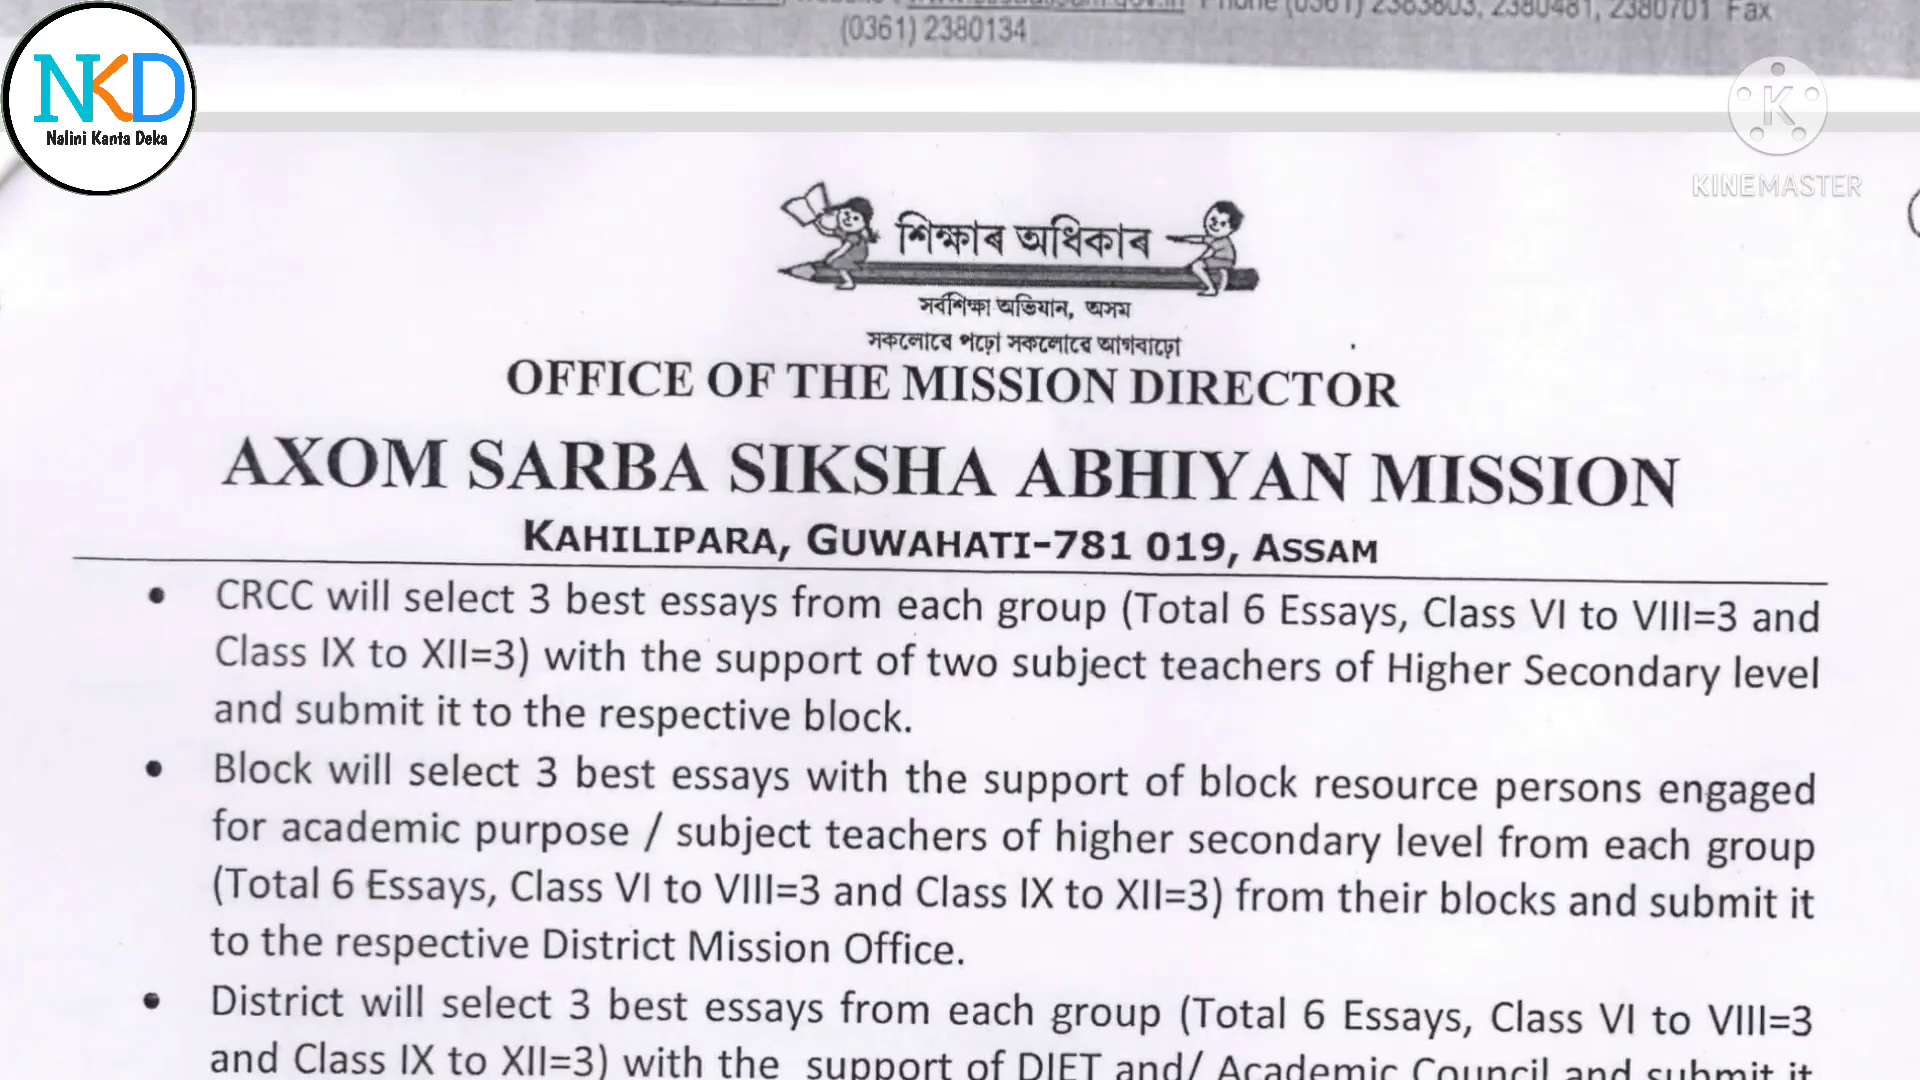 Phone (0361) 2383603, 2380481, 2380701 Fax
(0361) 2380134
NKD
Nalini Kanta Deka
KINEMASTER
শিক্ষাৰ অধিকাৰ
সৰ্বশিক্ষা অভিযান, অসম
সকলোৱে পঢ়ো সকলোৱে আগবাঢ়ো
OFFICE OF THE MISSION DIRECTOR
AXOM SARBA SIKSHA ABHIYAN MISSION
KAHILIPARA, GUWAHATI-781 019, ASSAM
• CRCC will select 3 best essays from each group (Total 6 Essays, Class VI to VIII=3 and
Class IX to XII=3) with the support of two subject teachers of Higher Secondary level
and submit it to the respective block.
• Block will select 3 best essays with the support of block resource persons engaged
for academic purpose / subject teachers of higher secondary level from each group
(Total 6 Essays, Class VI to VIII=3 and Class IX to XII=3) from their blocks and submit it
to the respective District Mission Office.
• District will select 3 best essays from each group (Total 6 Essays, Class VI to VIII=3
and Class IX to XII=3) with the support of DIET and/ Academic Council and submit it